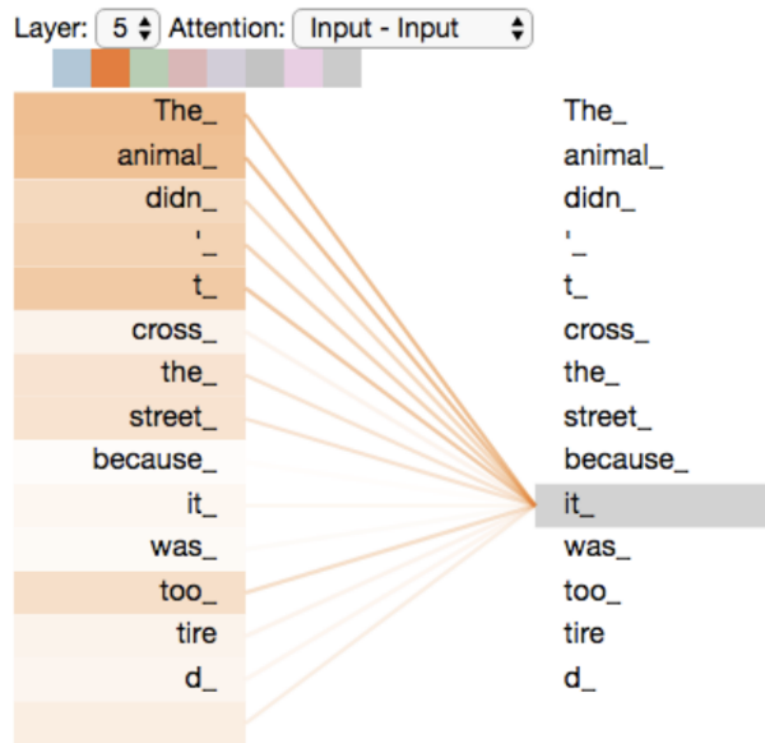 Layer: 5 Attention: Input - Input
The_ The_
animal_ animal_
didn_ didn_
'_ '_
t_ t_
cross_ cross_
the_ the_
street_ street_
because_ because_
it_ it_
was_ was_
too_ too_
tire tire
d_ d_